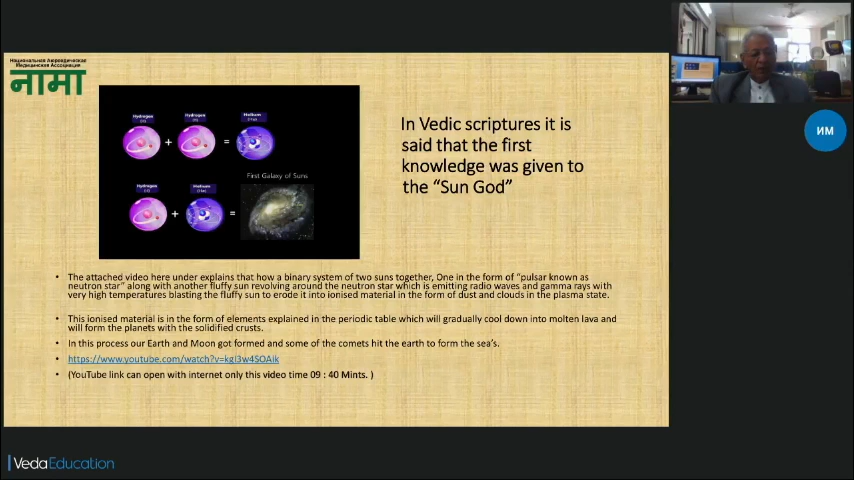 Национальная Аюрведическая
Медицинская Ассоциация
नामा
Hydrogen
Hydrogen
Helium
+
=
First Galaxy of Suns
Hydrogen
Helium
+
=
In Vedic scriptures it is
said that the first
knowledge was given to
the “Sun God”
• The attached video here under explains that how a binary system of two suns together, One in the form of “pulsar known as
neutron star” along with another fluffy sun revolving around the neutron star which is emitting radio waves and gamma rays with
very high temperatures blasting the fluffy sun to erode it into ionised material in the form of dust and clouds in the plasma state.
• This ionised material is in the form of elements explained in the periodic table which will gradually cool down into molten lava and
will form the planets with the solidified crusts.
• In this process our Earth and Moon got formed and some of the comets hit the earth to form the sea’s.
• https://www.youtube.com/watch?v=kgI3w4SOAik
• (YouTube link can open with internet only this video time 09 : 40 Mints. )
ИМ
VedaEducation